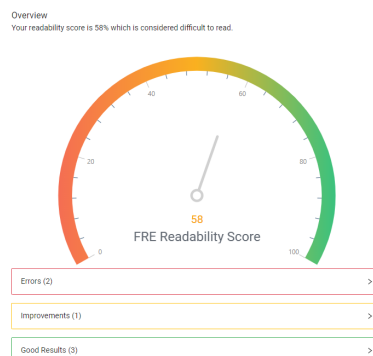 Overview
Your readability score is 58% which is considered difficult to read.
40
60
20
80
58
FRE Readability Score
0
100
Errors (2)
Improvements (1)
Good Results (3)